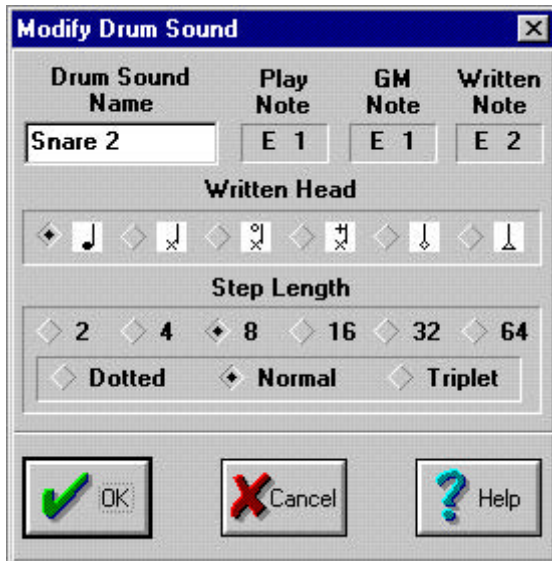 Modify Drum Sound
Drum Sound Name
Play Note
GM Note
Written Note
Snare 2
E 1
E 1
E 2
Written Head
Step Length
2 4 8 16 32 64
Dotted Normal Triplet
OK Cancel Help